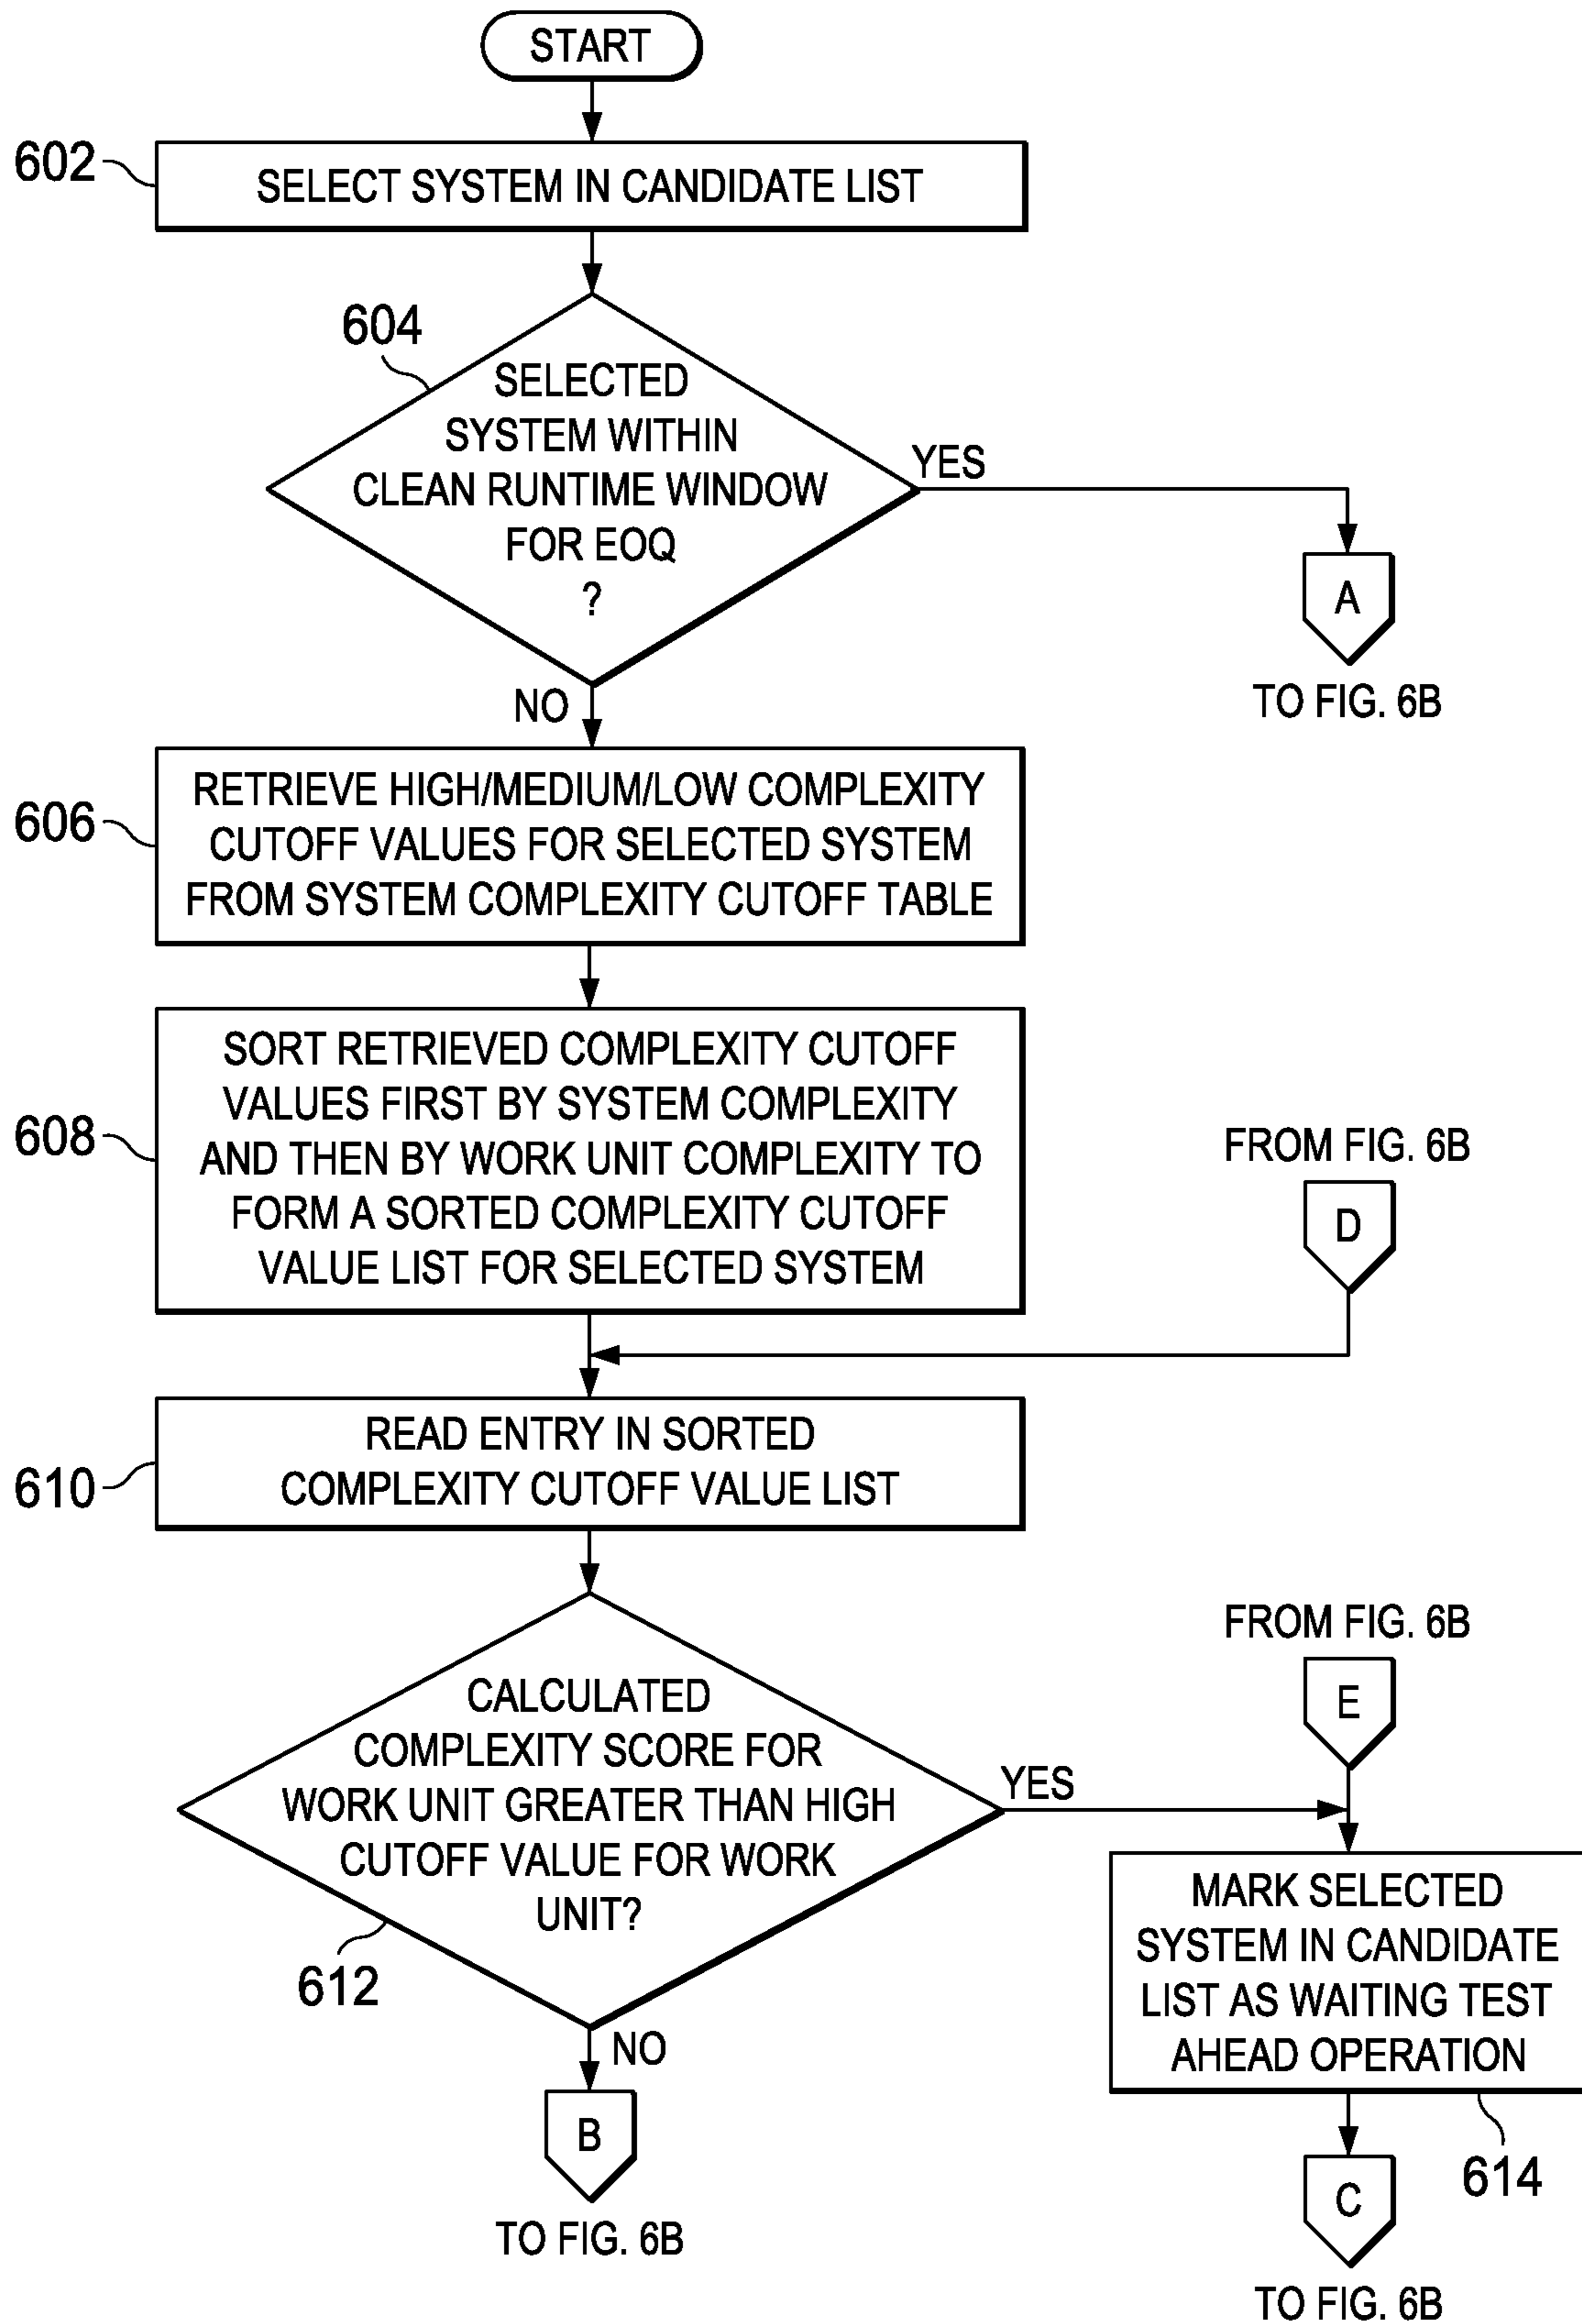 START
602
SELECT SYSTEM IN CANDIDATE LIST
604
SELECTED
SYSTEM WITHIN
CLEAN RUNTIME WINDOW
FOR EOQ
?
YES
A
TO FIG. 6B
NO
606
RETRIEVE HIGH/MEDIUM/LOW COMPLEXITY
CUTOFF VALUES FOR SELECTED SYSTEM
FROM SYSTEM COMPLEXITY CUTOFF TABLE
608
SORT RETRIEVED COMPLEXITY CUTOFF
VALUES FIRST BY SYSTEM COMPLEXITY
AND THEN BY WORK UNIT COMPLEXITY TO
FORM A SORTED COMPLEXITY CUTOFF
VALUE LIST FOR SELECTED SYSTEM
FROM FIG. 6B
D
610
READ ENTRY IN SORTED
COMPLEXITY CUTOFF VALUE LIST
612
CALCULATED
COMPLEXITY SCORE FOR
WORK UNIT GREATER THAN HIGH
CUTOFF VALUE FOR WORK
UNIT?
YES
FROM FIG. 6B
E
MARK SELECTED
SYSTEM IN CANDIDATE
LIST AS WAITING TEST
AHEAD OPERATION
614
NO
B
TO FIG. 6B
C
TO FIG. 6B